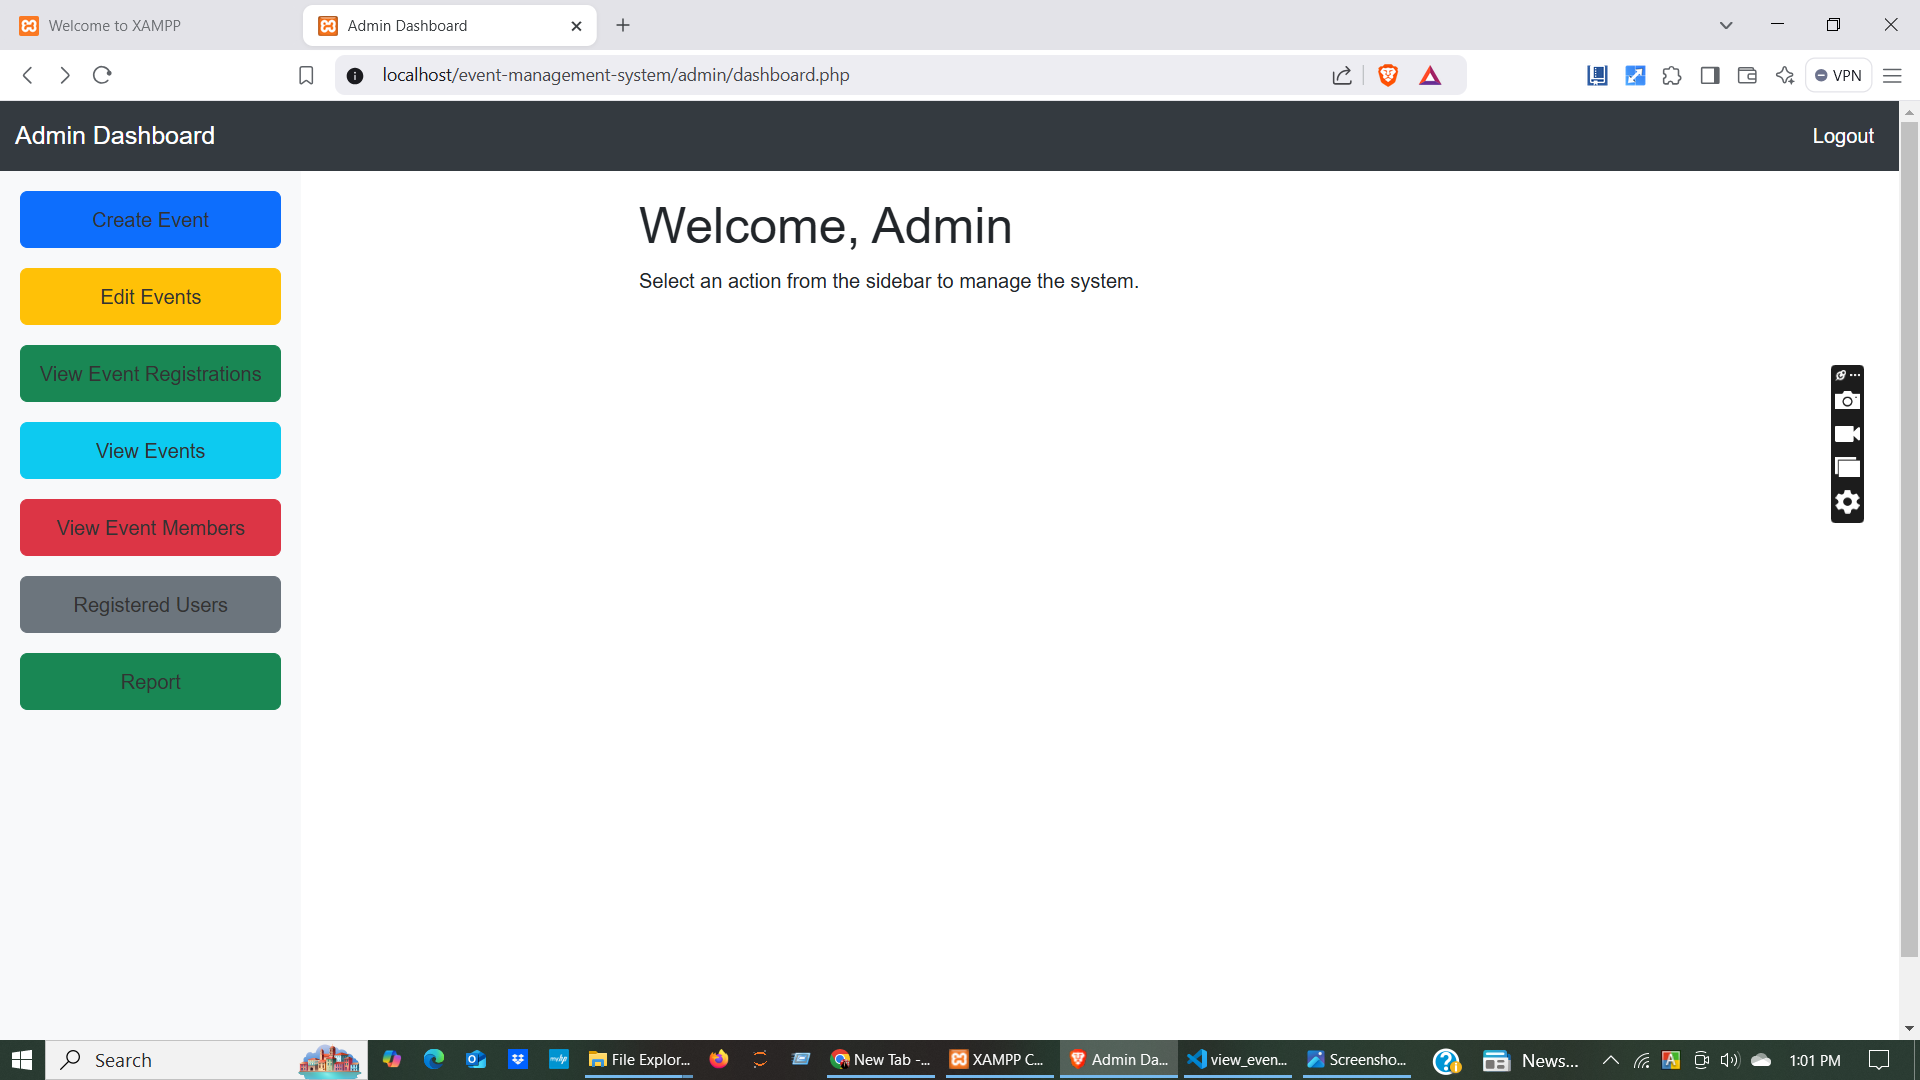 Welcome to XAMPP
Admin Dashboard
localhost/event-management-system/admin/dashboard.php
VPN
Admin Dashboard
Logout
Create Event
Edit Events
View Event Registrations
View Events
View Event Members
Registered Users
Report
Welcome, Admin
Select an action from the sidebar to manage the system.
Search
File Explor...
New Tab -...
XAMPP C...
Admin Da...
view_even...
Screensho...
News...
1:01 PM